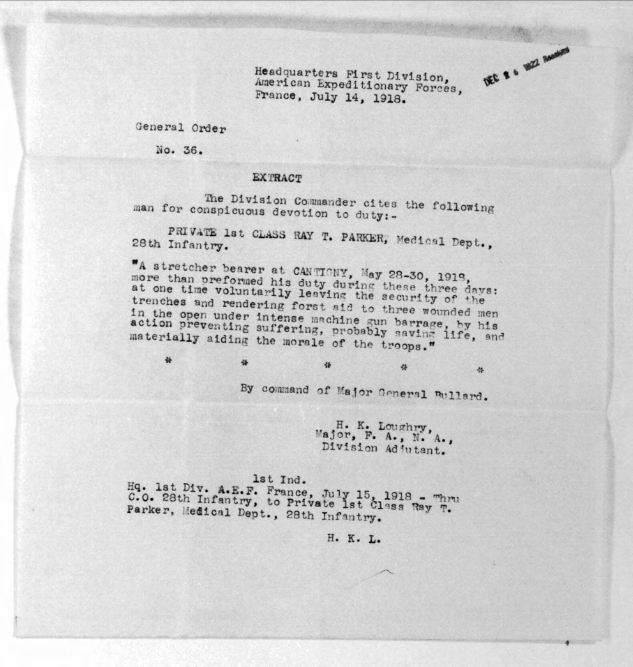 Headquarters First Division,
American Expeditionary Forces,
France, July 14, 1918.
DEC 26 1922 Received
General Order
No. 36.
EXTRACT
The Division Commander cites the following
man for conspicuous devotion to duty:-
PRIVATE 1st CLASS RAY T. PARKER, Medical Dept.,
28th Infantry.
"A stretcher bearer at CANTIGNY, May 28-30, 1918,
more than preformed his duty during these three days:
at one time voluntarily leaving the security of the
trenches and rendering forst aid to three wounded men
in the open under intense machine gun barrage, by his
action preventing suffering, probably saving life, and
materially aiding the morale of the troops."
* * * * *
By command of Major General Bullard.
H. K. Loughry,
Major, F. A., N. A.,
Division Adjutant.
1st Ind.
Hq. 1st Div. A.E.F. France, July 15, 1918 - Thru
C.O. 28th Infantry, to Private 1st Class Ray T.
Parker, Medical Dept., 28th Infantry.
H. K. L.